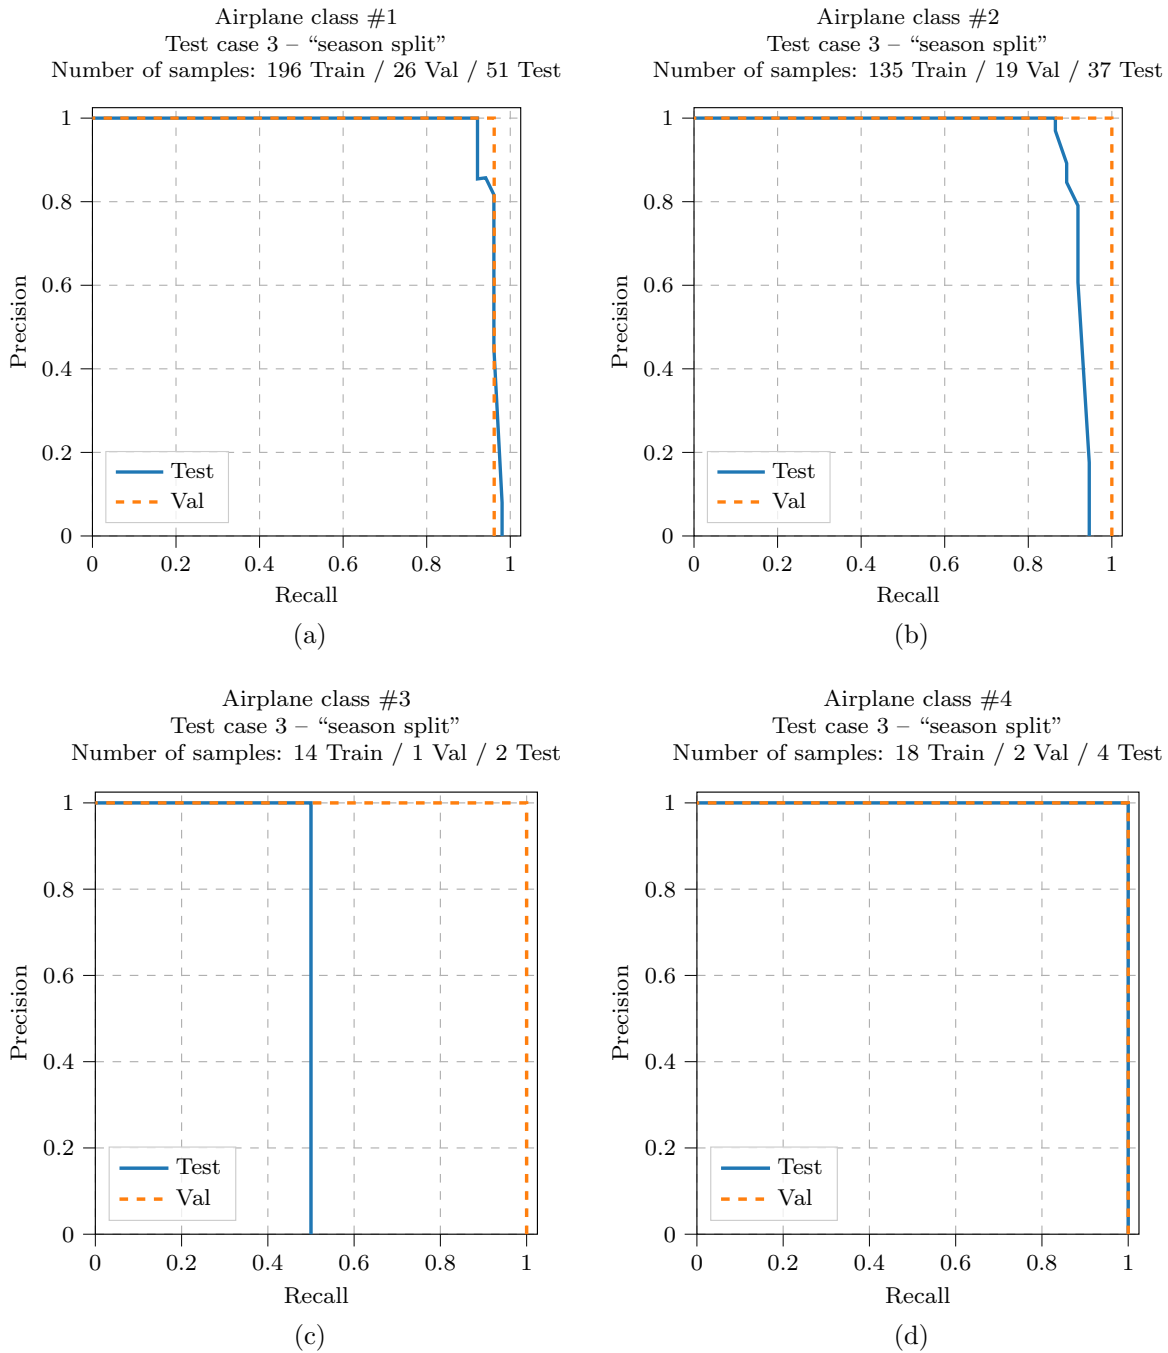 Airplane class #1
Test case 3 – “season split”
Number of samples: 196 Train / 26 Val / 51 Test
1
0.8
0.6
0.4
0.2
0
Precision
Test
Val
0 0.2 0.4 0.6 0.8 1
Recall
(a)
Airplane class #2
Test case 3 – “season split”
Number of samples: 135 Train / 19 Val / 37 Test
1
0.8
0.6
0.4
0.2
0
Precision
Test
Val
0 0.2 0.4 0.6 0.8 1
Recall
(b)
Airplane class #3
Test case 3 – “season split”
Number of samples: 14 Train / 1 Val / 2 Test
1
0.8
0.6
0.4
0.2
0
Precision
Test
Val
0 0.2 0.4 0.6 0.8 1
Recall
(c)
Airplane class #4
Test case 3 – “season split”
Number of samples: 18 Train / 2 Val / 4 Test
1
0.8
0.6
0.4
0.2
0
Precision
Test
Val
0 0.2 0.4 0.6 0.8 1
Recall
(d)